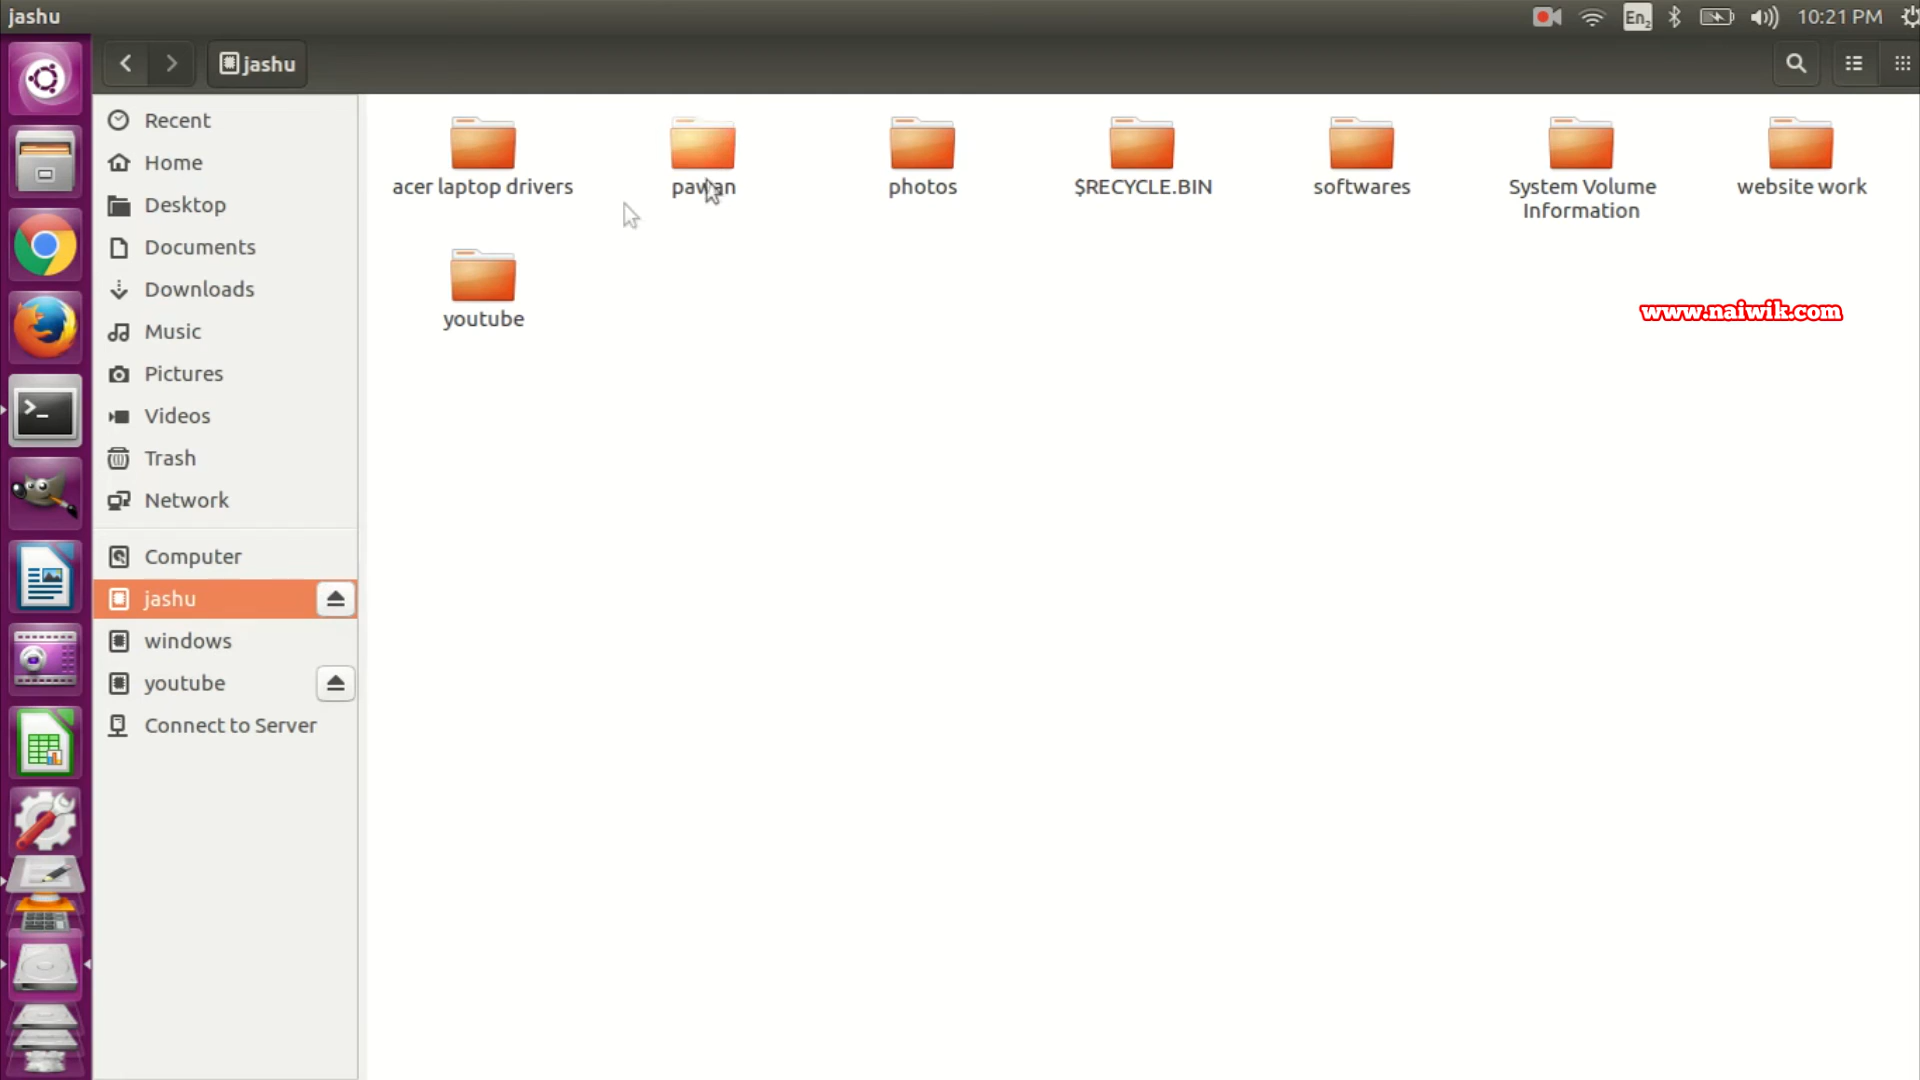 jashu
En2
10:21 PM
jashu
Recent
Home
Desktop
Documents
Downloads
Music
Pictures
Videos
Trash
Network
Computer
jashu
windows
youtube
Connect to Server
acer laptop drivers
pawan
photos
$RECYCLE.BIN
softwares
System Volume
Information
website work
youtube
www.naiwik.com